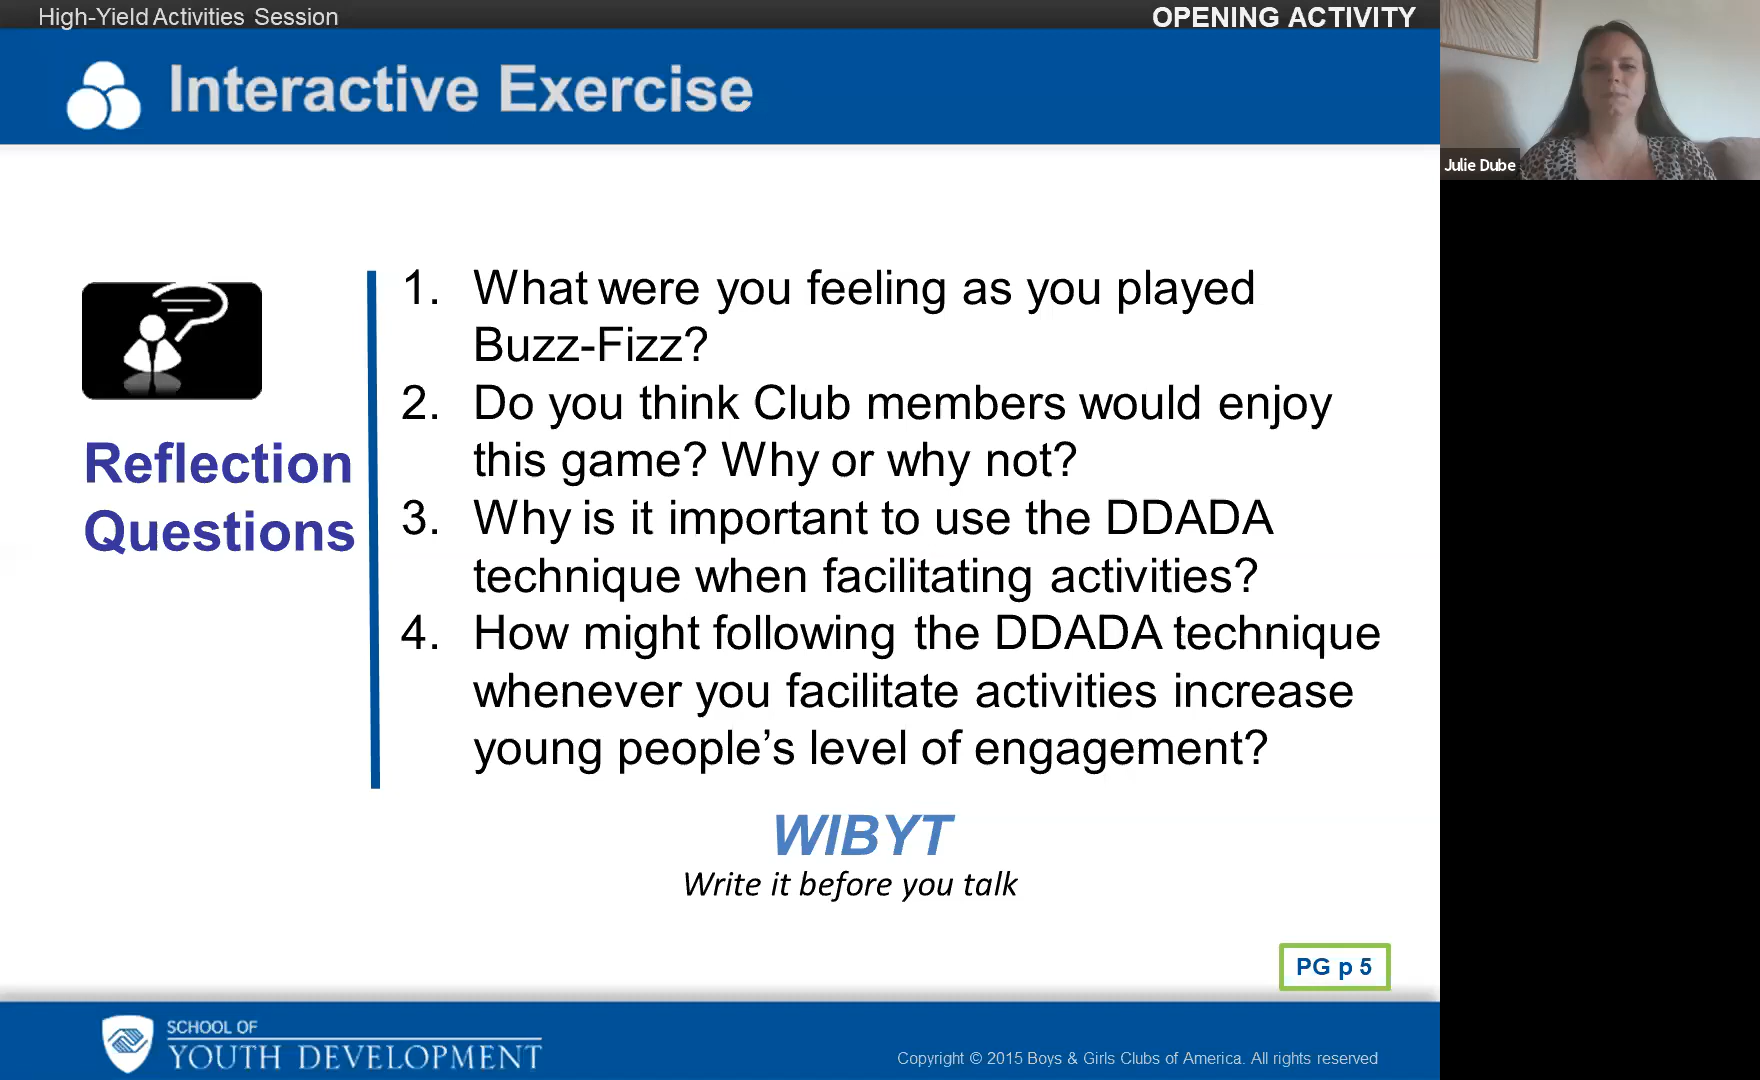 High-Yield Activities Session
OPENING ACTIVITY
Interactive Exercise
Julie Dube
Reflection
Questions
1. What were you feeling as you played
Buzz-Fizz?
2. Do you think Club members would enjoy
this game? Why or why not?
3. Why is it important to use the DDADA
technique when facilitating activities?
4. How might following the DDADA technique
whenever you facilitate activities increase
young people’s level of engagement?
WIBYT
Write it before you talk
PG p 5
SCHOOL OF
YOUTH DEVELOPMENT
Copyright © 2015 Boys & Girls Clubs of America. All rights reserved